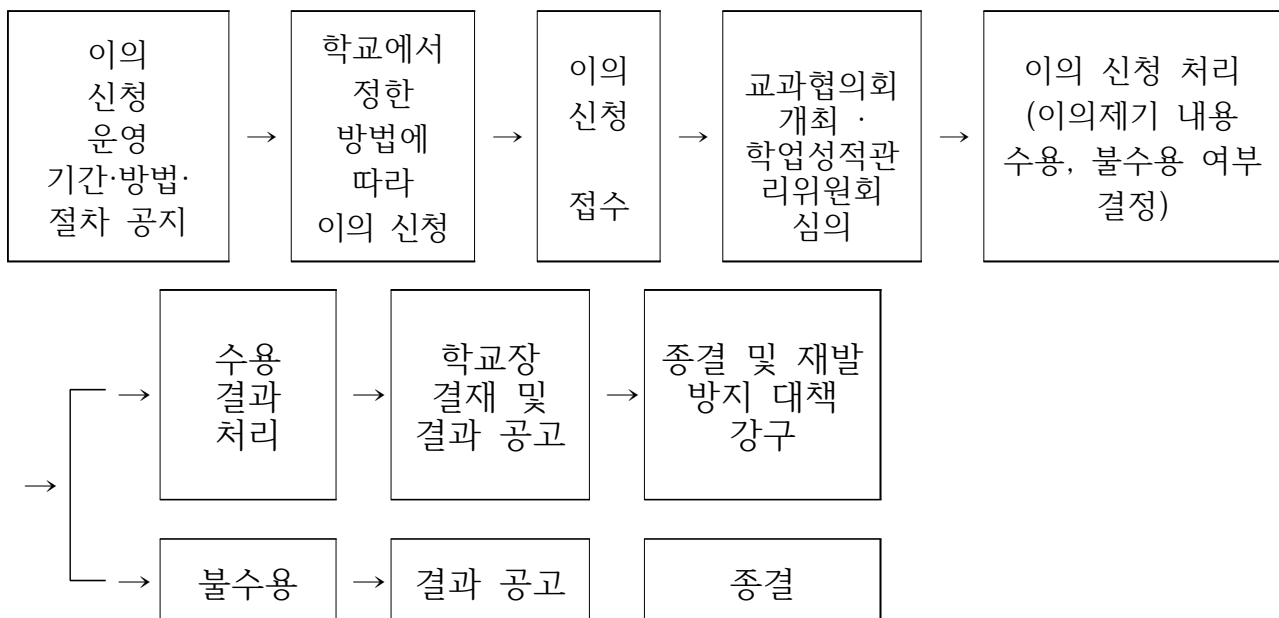 이의
신청
운영
기간·방법·
절차 공지
→
학교에서
정한
방법에
따라
이의 신청
→
이의
신청
접수
→
교과협의회
개최 ·
학업성적관
리위원회
심의
→
이의 신청 처리
(이의제기 내용
수용, 불수용 여부
결정)
→
→
수용
결과
처리
→
학교장
결재 및
결과 공고
→
종결 및 재발
방지 대책
강구
→
불수용
→
결과 공고
종결